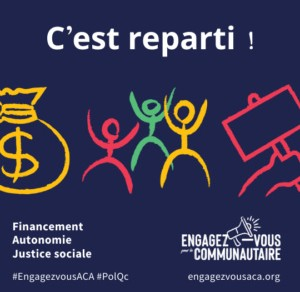 C'est reparti !
$
Financement
Autonomie
Justice sociale
#EngagezvousACA #PolQc
ENGAGEZ-VOUS
pour le
COMMUNAUTAIRE
engagezvousaca.org